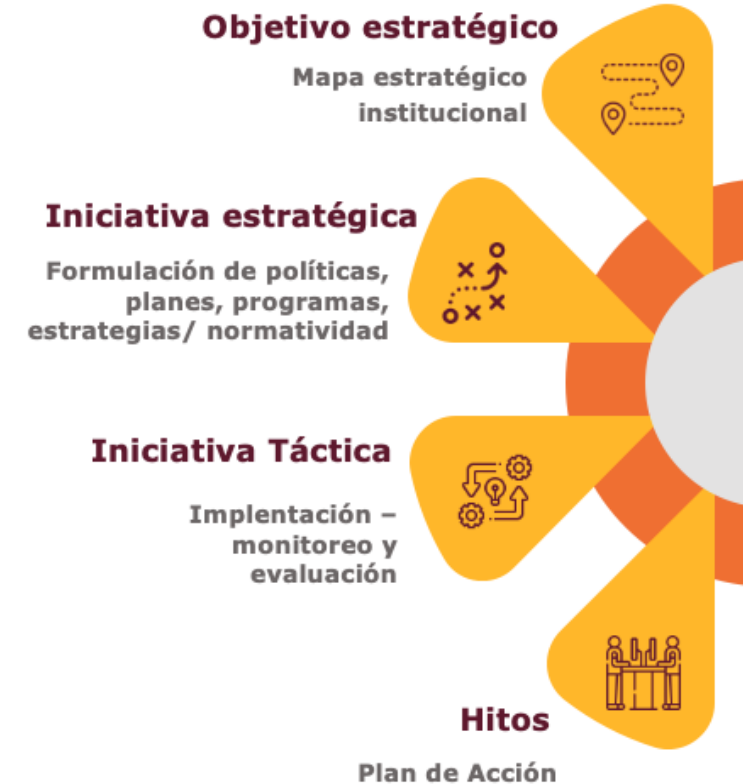 Objetivo estratégico
Mapa estratégico
institucional
Iniciativa estratégica
Formulación de políticas,
planes, programas,
estrategias/ normatividad
Iniciativa Táctica
Implentación –
monitoreo y
evaluación
Hitos
Plan de Acción